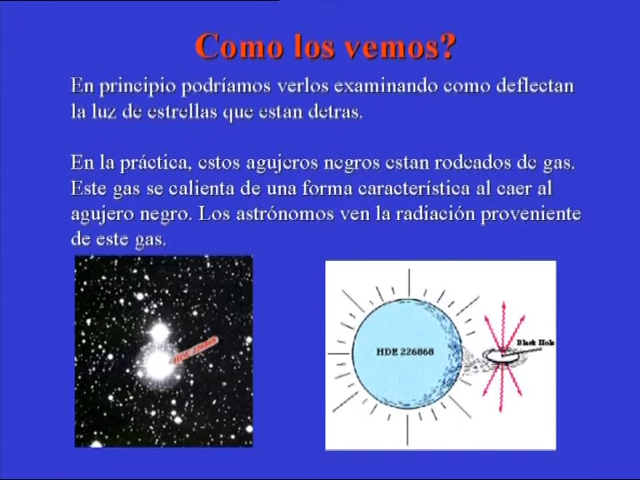 Como los vemos?
En principio podríamos verlos examinando como deflectan
la luz de estrellas que estan detras.
En la práctica, estos agujeros negros estan rodeados de gas.
Este gas se calienta de una forma característica al caer al
agujero negro. Los astrónomos ven la radiación proveniente
de este gas.
HDE 226868
HDE 226868
Black Hole